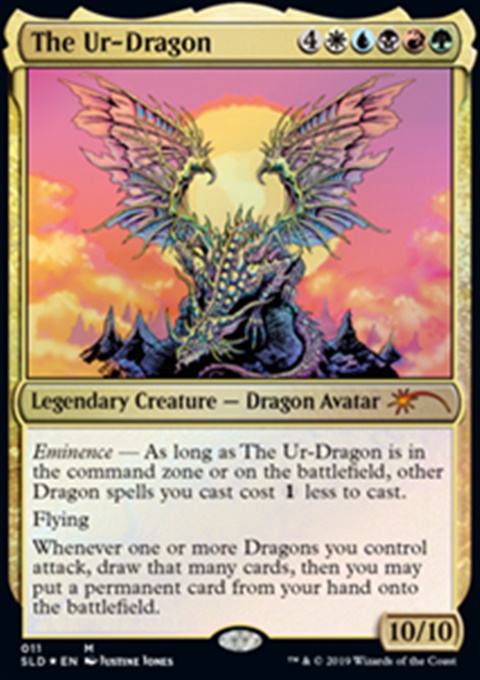 The Ur-Dragon 4
Legendary Creature — Dragon Avatar
Eminence — As long as The Ur-Dragon is in
the command zone or on the battlefield, other
Dragon spells you cast cost 1 less to cast.
Flying
Whenever one or more Dragons you control
attack, draw that many cards, then you may
put a permanent card from your hand onto
the battlefield.
10/10
011 M
SLD ★ EN Justine Jones
™ & © 2019 Wizards of the Coast